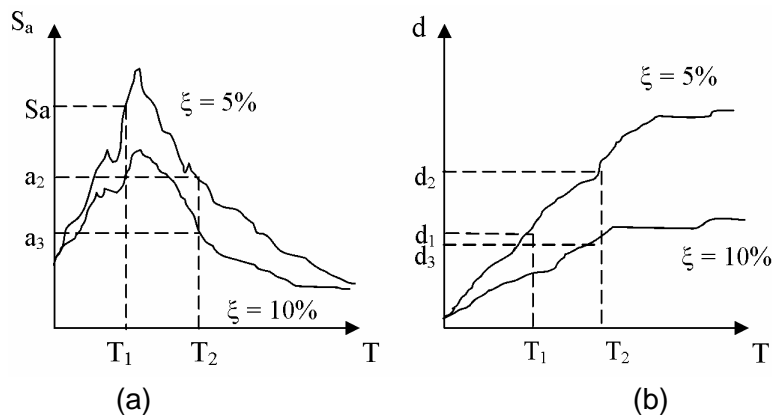 Sₐ
Sa
a₂
a₃
ξ = 5%
ξ = 10%
T₁
T₂
T
(a)
d
d₂
d₁
d₃
ξ = 5%
ξ = 10%
T₁
T₂
T
(b)